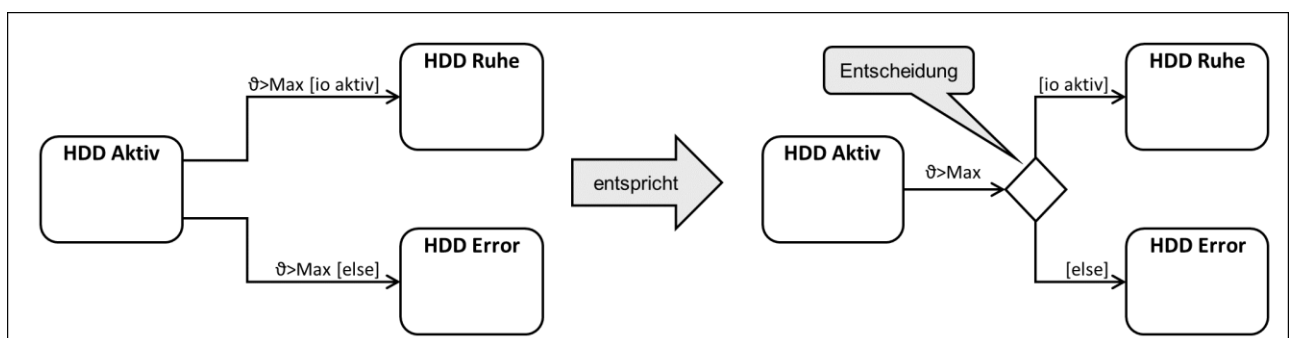 HDD Ruhe
ϑ>Max [io aktiv]
HDD Aktiv
ϑ>Max [else]
HDD Error
entspricht
Entscheidung
HDD Ruhe
[io aktiv]
HDD Aktiv
ϑ>Max
[else]
HDD Error